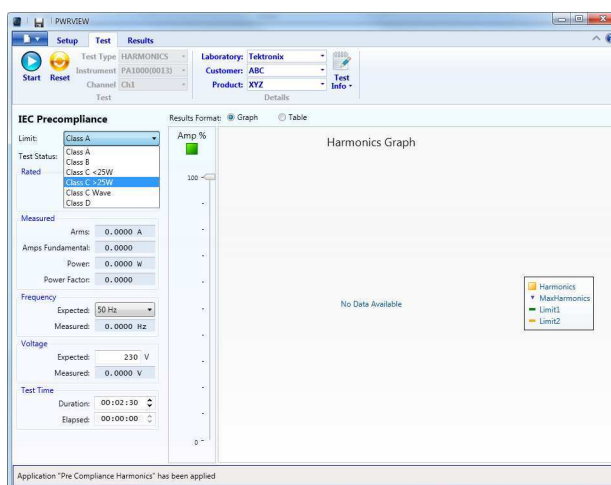 PWRVIEW
Setup Test Results
Start
Reset
Test Type HARMONICS
Instrument PA1000(0013)
Channel Ch1
Test
Laboratory: Tektronix
Customer: ABC
Product: XYZ
Test Info
Details
IEC Precompliance
Results Format: Graph Table
Limit: Class A
Class A
Class B
Class C <25W
Class C >25W
Class C Wave
Class D
Test Status:
Rated
Measured
Arms: 0.0000 A
Amps Fundamental: 0.0000
Power: 0.0000 W
Power Factor: 0.0000
Frequency
Expected: 50 Hz
Measured: 0.0000 Hz
Voltage
Expected: 230 V
Measured: 0.0000 V
Test Time
Duration: 00:02:30
Elapsed: 00:00:00
Amp %
100
0
Harmonics Graph
No Data Available
Harmonics
MaxHarmonics
Limit1
Limit2
Application "Pre Compliance Harmonics" has been applied